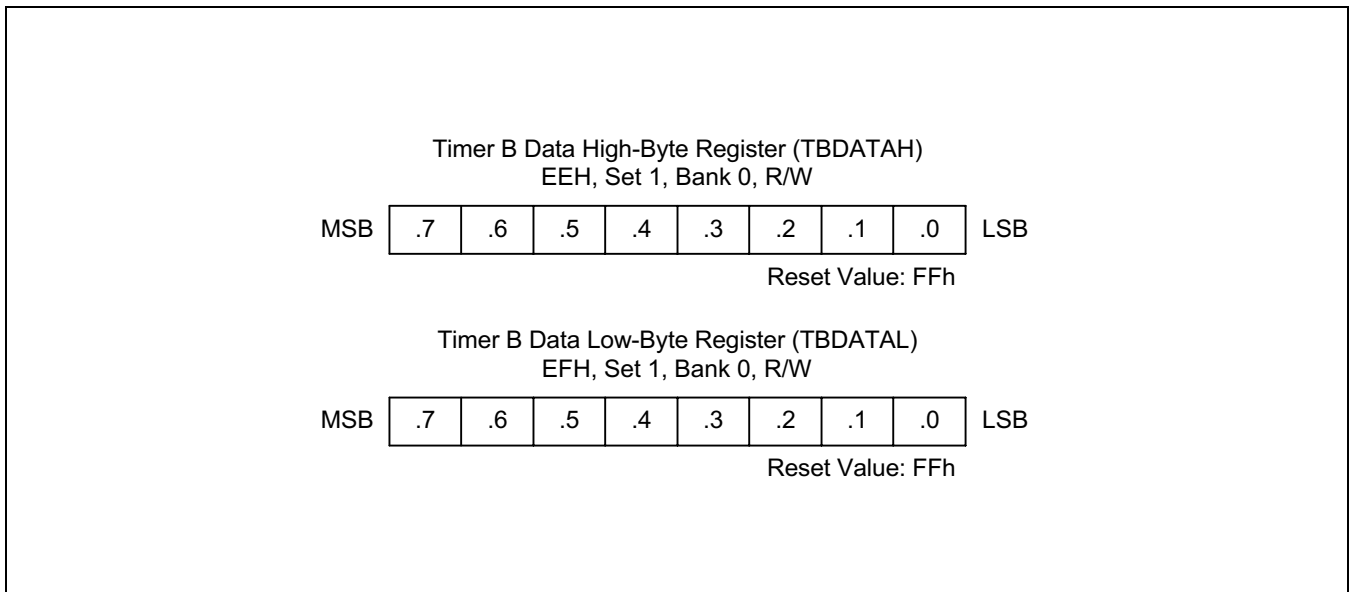 Timer B Data High-Byte Register (TBDATAH)
EEH, Set 1, Bank 0, R/W
MSB .7 .6 .5 .4 .3 .2 .1 .0 LSB
Reset Value: FFh
Timer B Data Low-Byte Register (TBDATAL)
EFH, Set 1, Bank 0, R/W
MSB .7 .6 .5 .4 .3 .2 .1 .0 LSB
Reset Value: FFh